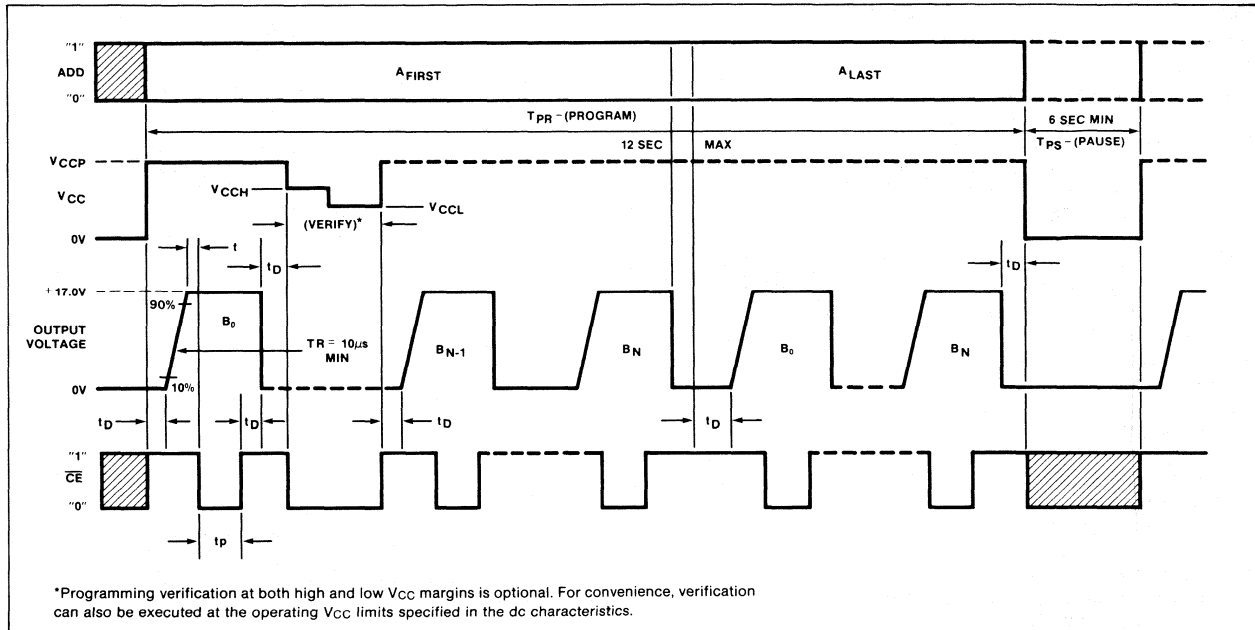 "1"
ADD
"0"
A FIRST
A LAST
TPR-(PROGRAM)
6 SEC MIN
12 SEC MAX
TPS-(PAUSE)
VCCP
VCC
0V
VCCH
VCCL
(VERIFY)*
t
tD
tD
+17.0V
90%
OUTPUT
VOLTAGE
B0
TR = 10μs
MIN
BN-1
BN
B0
BN
0V
10%
tD
tD
tD
tD
"1"
CE
"0"
tp
*Programming verification at both high and low VCC margins is optional. For convenience, verification
can also be executed at the operating VCC limits specified in the dc characteristics.